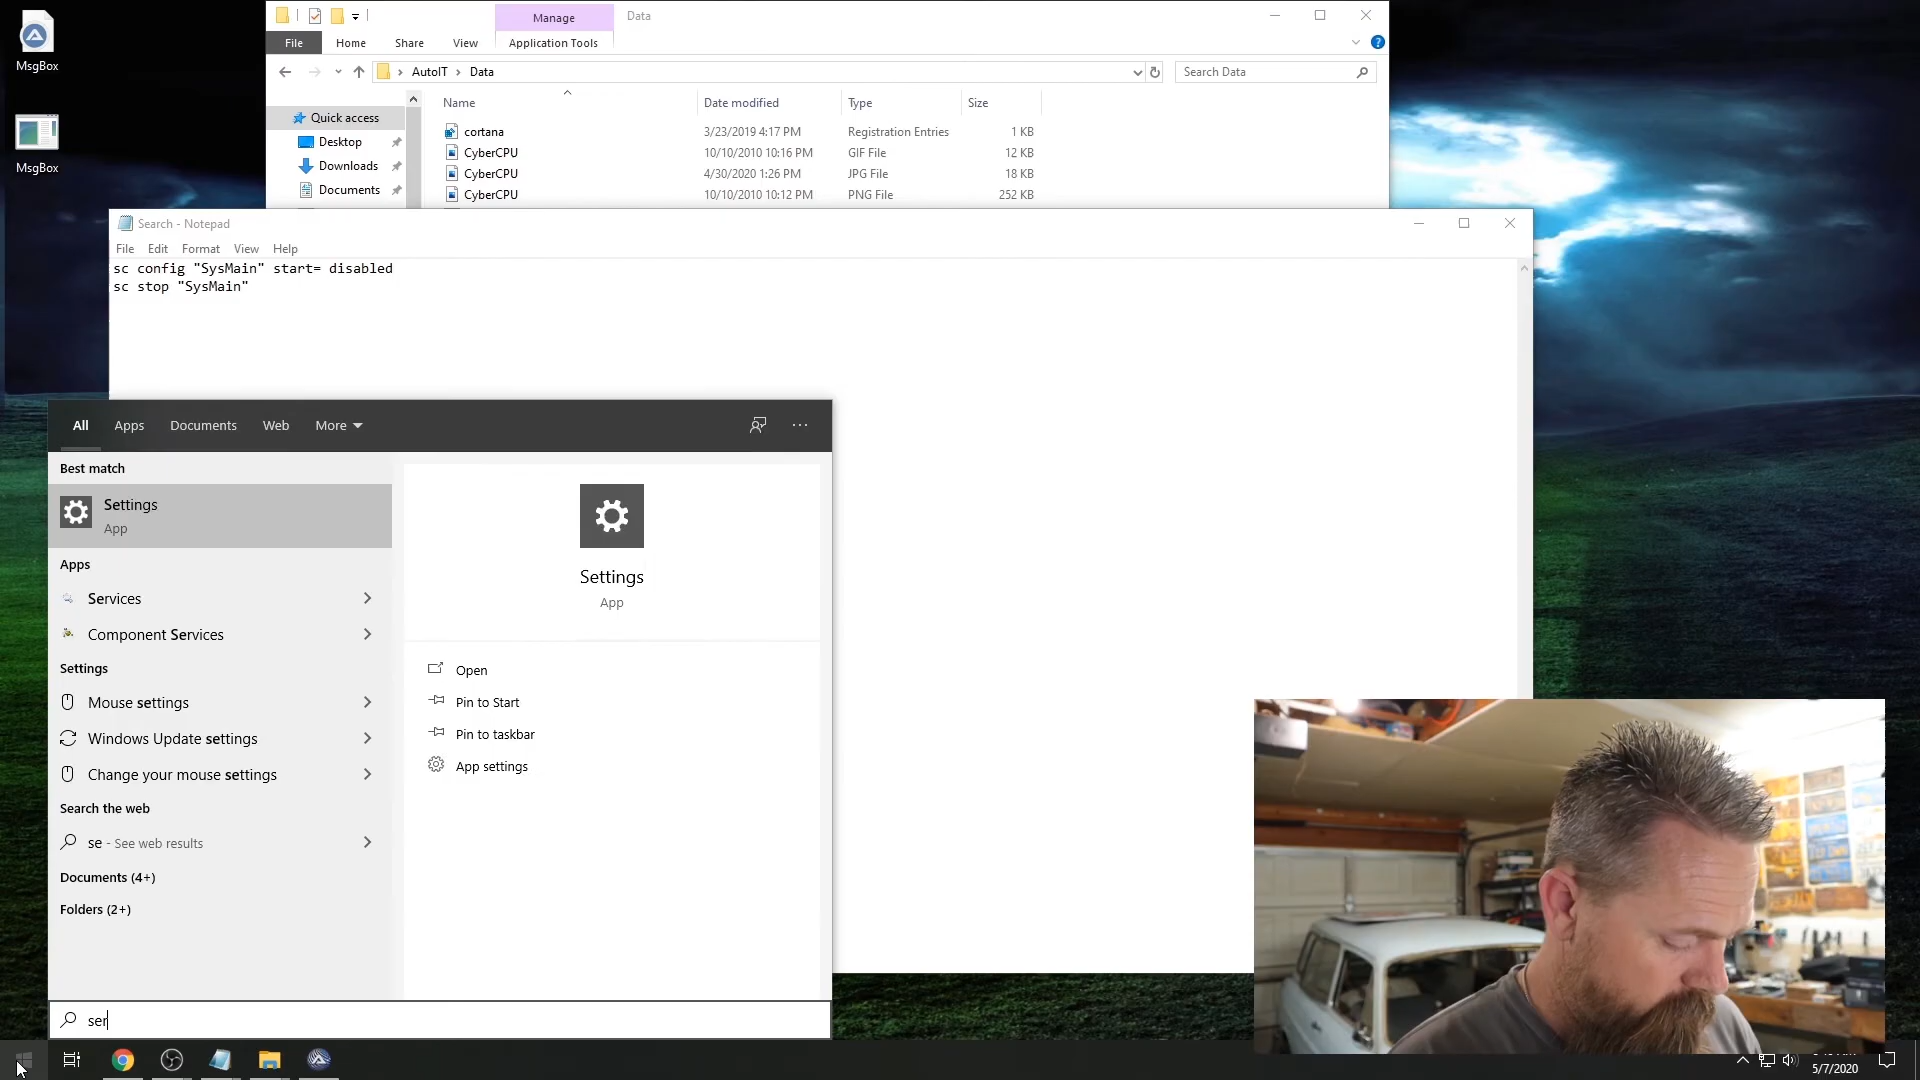 MsgBox
MsgBox
Manage
Data
File
Home
Share
View
Application Tools
AutoIT
Data
Search Data
Quick access
Desktop
Downloads
Documents
Name
Date modified
Type
Size
cortana
3/23/2019 4:17 PM
Registration Entries
1 KB
CyberCPU
10/10/2010 10:16 PM
GIF File
12 KB
CyberCPU
4/30/2020 1:26 PM
JPG File
18 KB
CyberCPU
10/10/2010 10:12 PM
PNG File
252 KB
Search - Notepad
File Edit Format View Help
sc config "SysMain" start= disabled
sc stop "SysMain"
All Apps Documents Web More
Best match
Settings
App
Apps
Services
Component Services
Settings
Mouse settings
Windows Update settings
Change your mouse settings
Search the web
se - See web results
Documents (4+)
Folders (2+)
Settings
App
Open
Pin to Start
Pin to taskbar
App settings
ser
5/7/2020